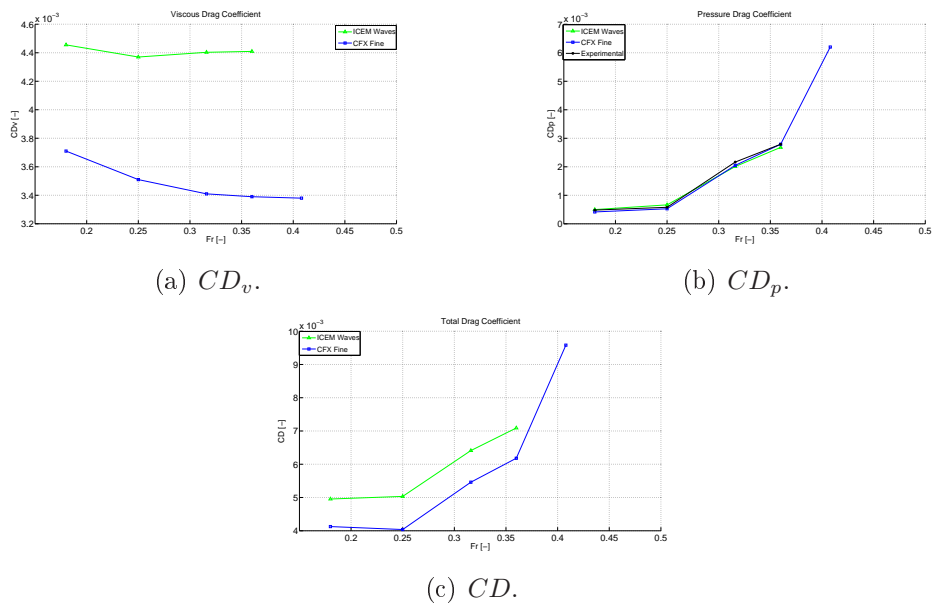 x 10⁻³
Viscous Drag Coefficient
4.6
4.4
4.2
4
3.8
3.6
3.4
3.2
CDv [−]
0.2 0.25 0.3 0.35 0.4 0.45 0.5
Fr [−]
ICEM Waves
CFX Fine
(a) CDv.
x 10⁻³
Pressure Drag Coefficient
7
6
5
4
3
2
1
0
CDp [−]
0.2 0.25 0.3 0.35 0.4 0.45 0.5
Fr [−]
ICEM Waves
CFX Fine
Experimental
(b) CDp.
x 10⁻³
Total Drag Coefficient
10
9
8
7
6
5
4
CD [−]
0.2 0.25 0.3 0.35 0.4 0.45 0.5
Fr [−]
ICEM Waves
CFX Fine
(c) CD.